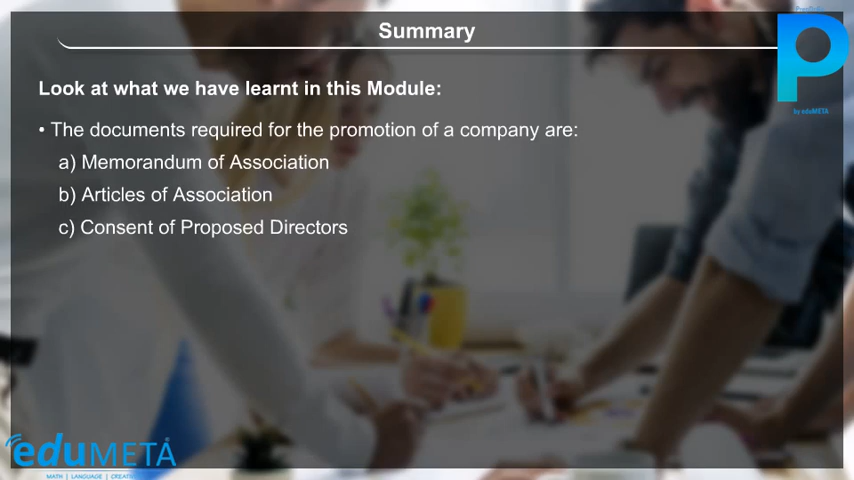 Summary
Look at what we have learnt in this Module:
• The documents required for the promotion of a company are:
a) Memorandum of Association
b) Articles of Association
c) Consent of Proposed Directors
P
by eduMETA
eduMETA
MATH | LANGUAGE |